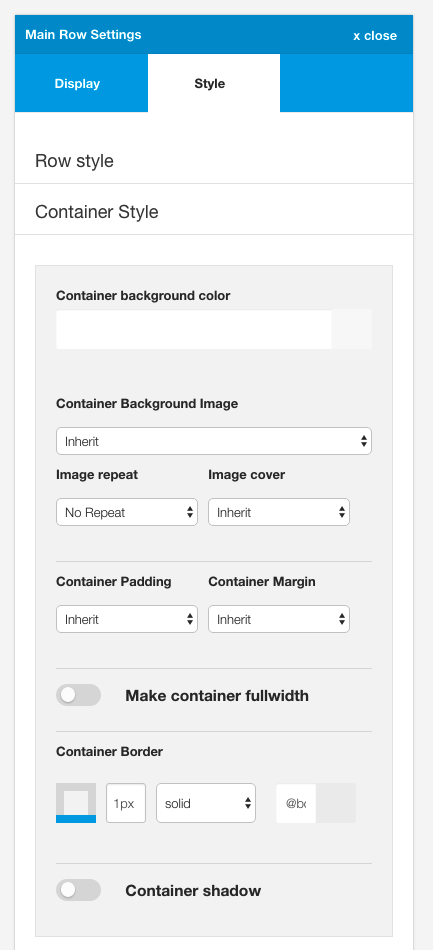 Main Row Settings x close
Display Style
Row style
Container Style
Container background color
Container Background Image
Inherit
Image repeat Image cover
No Repeat Inherit
Container Padding Container Margin
Inherit Inherit
Make container fullwidth
Container Border
1px solid
Container shadow